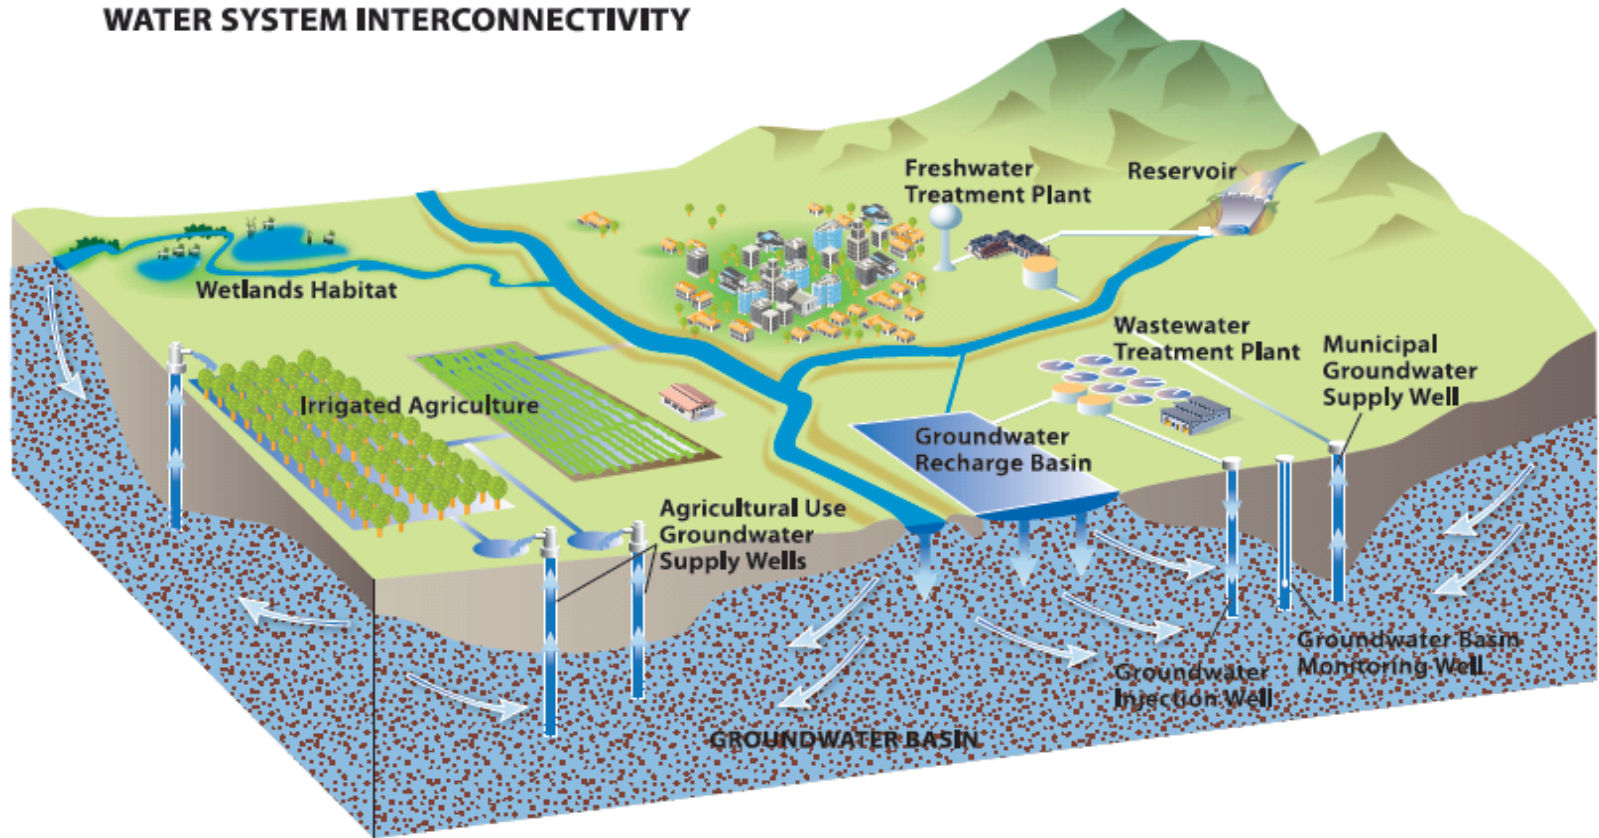 WATER SYSTEM INTERCONNECTIVITY
Freshwater
Treatment Plant
Reservoir
Wetlands Habitat
Wastewater
Treatment Plant
Municipal
Groundwater
Supply Well
Irrigated Agriculture
Groundwater
Recharge Basin
Agricultural Use
Groundwater
Supply Wells
Groundwater Basin
Monitoring Well
Groundwater
Injection Well
GROUNDWATER BASIN